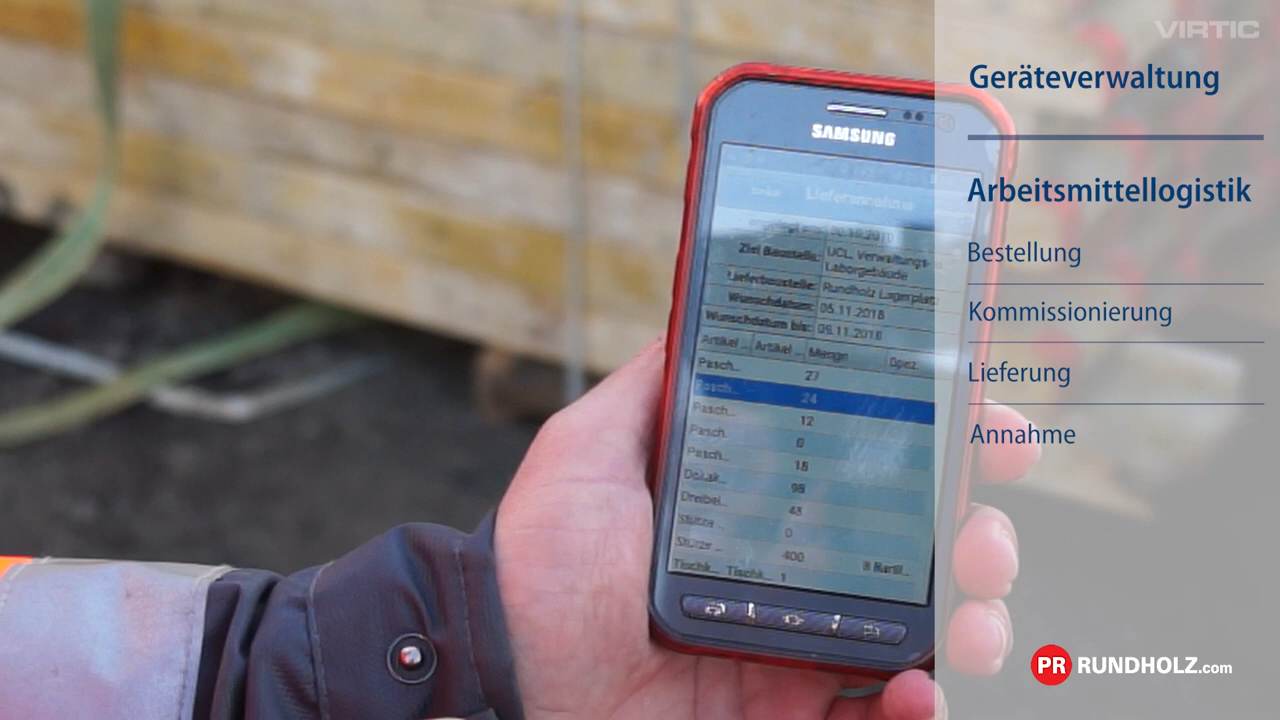 VIRTIC
Geräteverwaltung
Arbeitsmittellogistik
Bestellung
Kommissionierung
Lieferung
Annahme
PR RUNDHOLZ.com
SAMSUNG
Lieferannahme
Ziel Baustelle: UCL, Verwaltungs-
Laborgebäude
Lieferbaustelle: Rundholz Lagerplatz
Wunschdatum: 05.11.2018
Wunschdatum bis: 09.11.2018
Artikel ... Artikel ... Menge
Pasch... 27
Pasch... 24
Pasch... 12
Pasch... 0
Pasch... 18
Dokak... 98
Dreibei... 48
Stütze ... 0
Stütze ... 400
Tischk... Tischk... 1